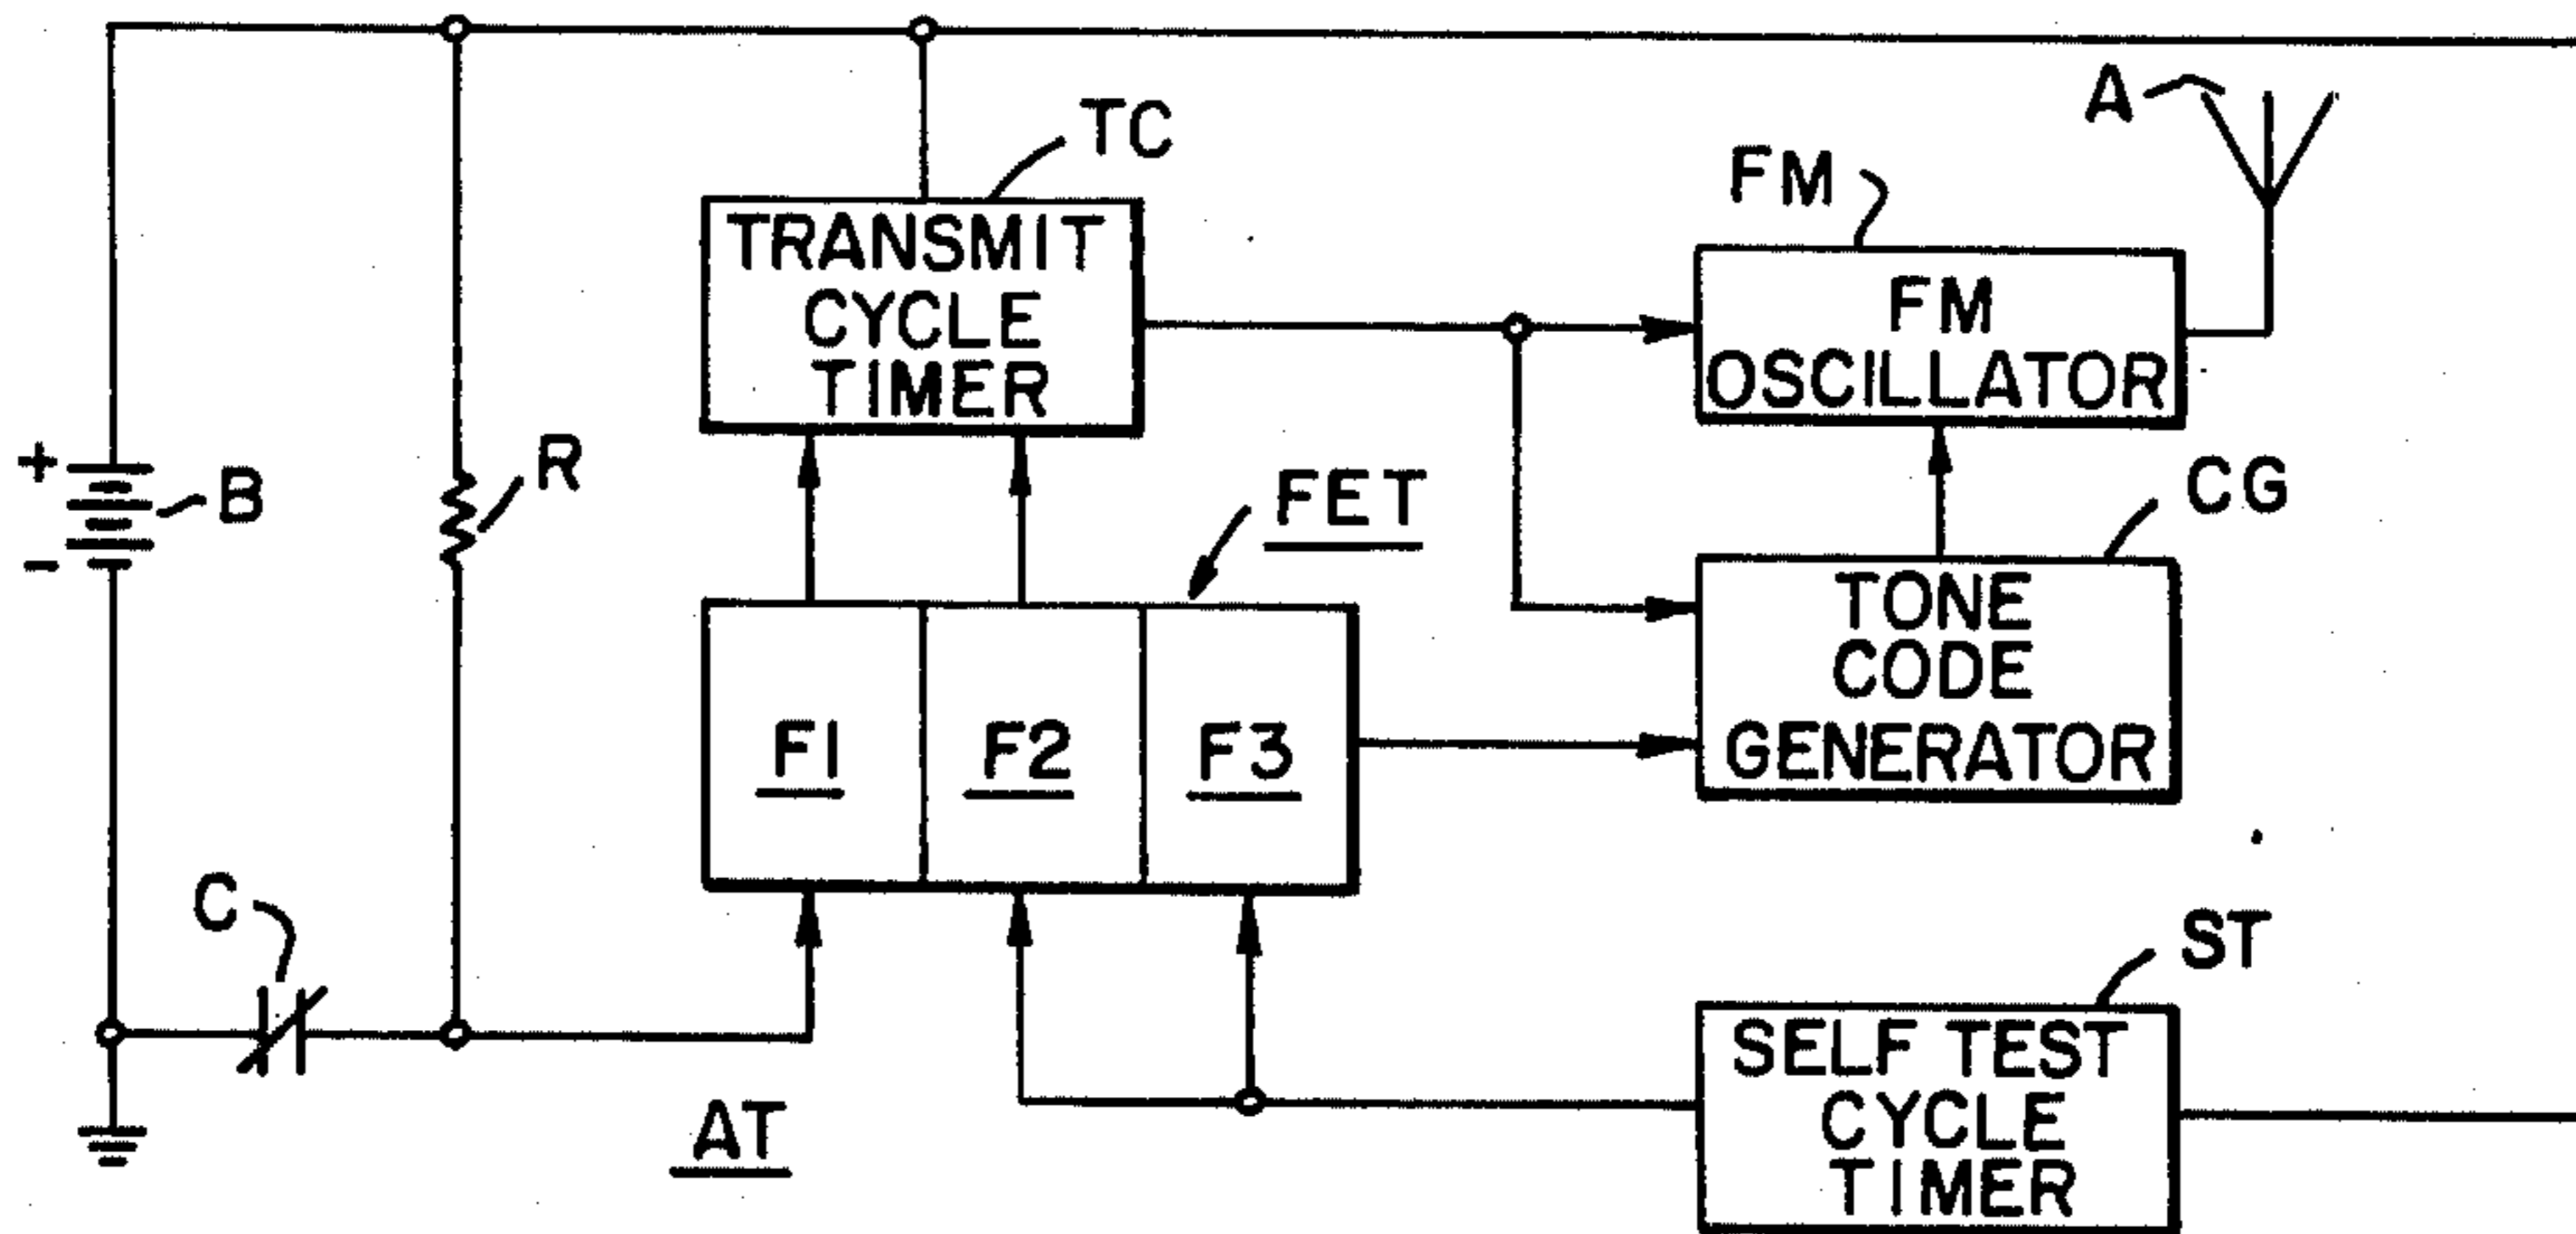 A
TC
FM
TRANSMIT
CYCLE
TIMER
FM
OSCILLATOR
+
B
-
R
FET
CG
F1
F2
F3
TONE
CODE
GENERATOR
C
ST
AT
SELF TEST
CYCLE
TIMER